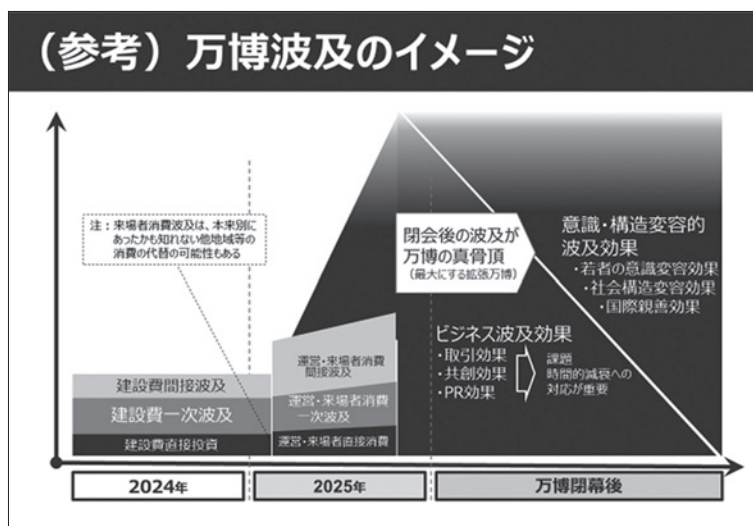 (参考)万博波及のイメージ
注:来場者消費波及は、本来別に
あったかも知れない他地域等の
消費の代替の可能性もある
建設費間接波及
建設費一次波及
建設費直接投資
運営・来場者消費
間接波及
運営・来場者消費
一次波及
運営・来場者直接消費
閉会後の波及が
万博の真骨頂
(最大にする拡張万博)
意識・構造変容的
波及効果
・若者の意識変容効果
・社会構造変容効果
・国際親善効果
ビジネス波及効果
・取引効果
・共創効果
・PR効果
課題
時間的減衰への
対応が重要
2024年
2025年
万博閉幕後